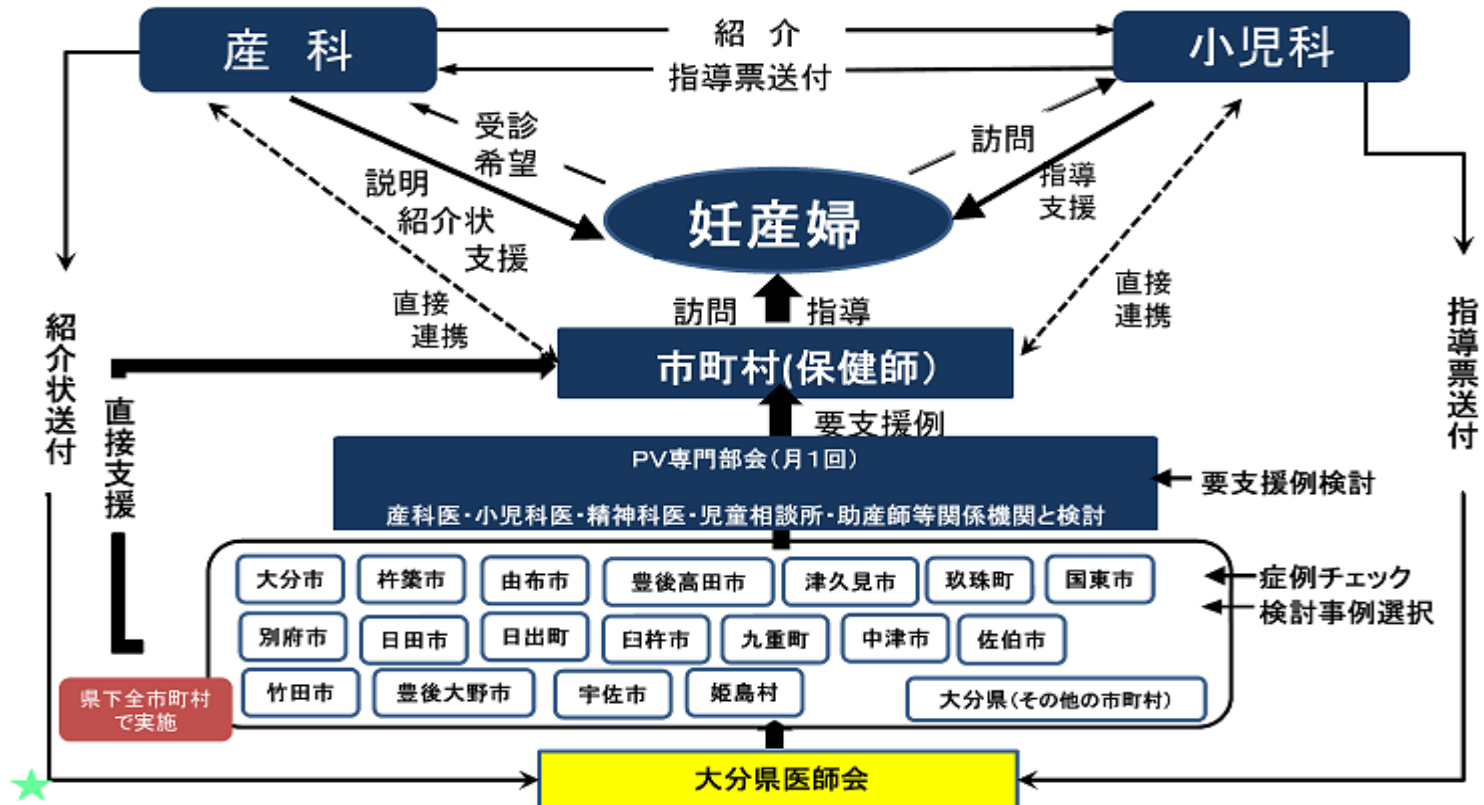 産 科
紹 介
小児科
指導票送付
受診
希望
訪問
説明
紹介状
支援
指導
支援
妊産婦
直接
連携
直接
連携
訪問 指導
紹介状送付
指導票送付
市町村(保健師)
直接支援
要支援例
PV専門部会(月1回)
要支援例検討
産科医・小児科医・精神科医・児童相談所・助産師等関係機関と検討
大分市 杵築市 由布市 豊後高田市 津久見市 玖珠町 国東市
症例チェック
検討事例選択
別府市 日田市 日出町 臼杵市 九重町 中津市 佐伯市
竹田市 豊後大野市 宇佐市 姫島村 大分県(その他の市町村)
県下全市町村
で実施
大分県医師会